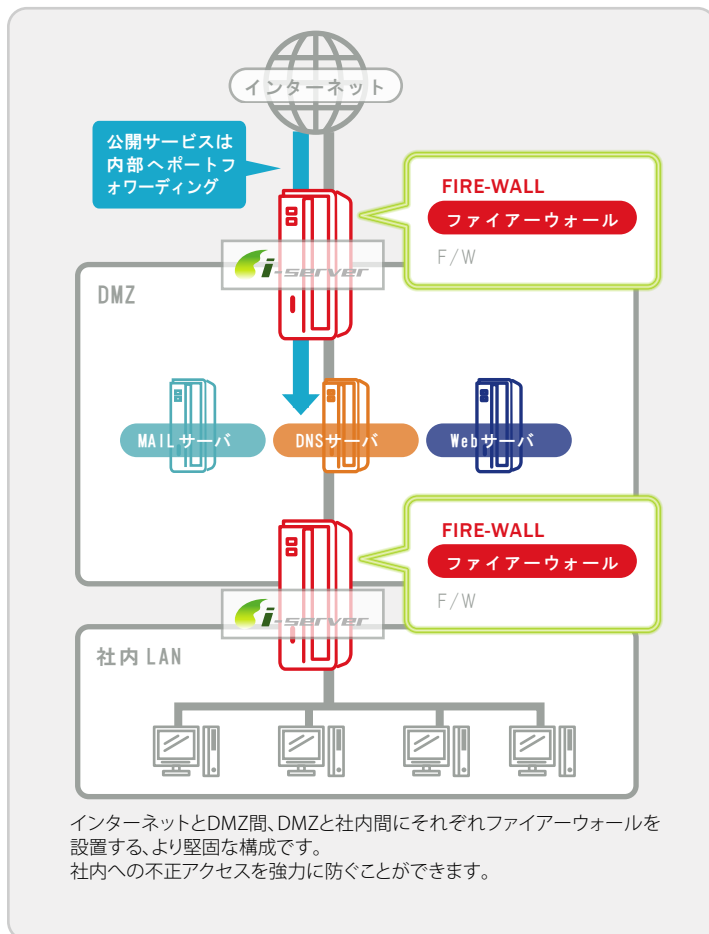 インターネット
公開サービスは
内部へポートフ
ォワーディング
FIRE-WALL
ファイアーウォール
F/W
i-server
DMZ
MAILサーバ
DNSサーバ
Webサーバ
FIRE-WALL
ファイアーウォール
F/W
i-server
社内 LAN
インターネットとDMZ間、DMZと社内間にそれぞれファイアーウォールを
設置する、より堅固な構成です。
社内への不正アクセスを強力に防ぐことができます。